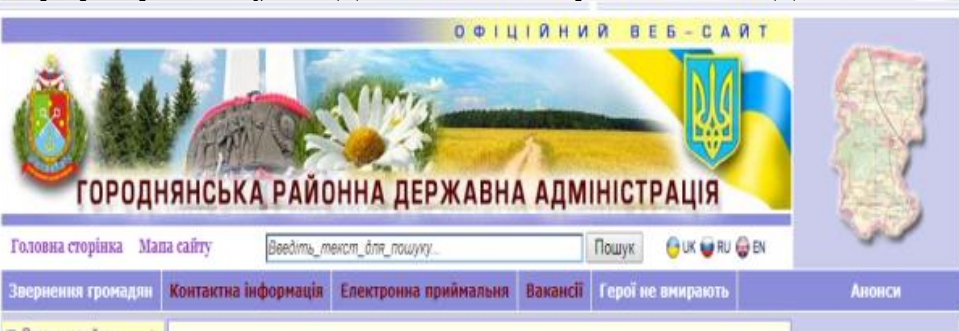 ОФІЦІЙНИЙ ВЕБ-САЙТ
ГОРОДНЯНСЬКА РАЙОННА ДЕРЖАВНА АДМІНІСТРАЦІЯ
Головна сторінка Мапа сайту Введіть_текст_для_пошуку... Пошук UK RU EN
Звернення громадян Контактна інформація Електронна приймальня Вакансії Герої не вмирають Анонси